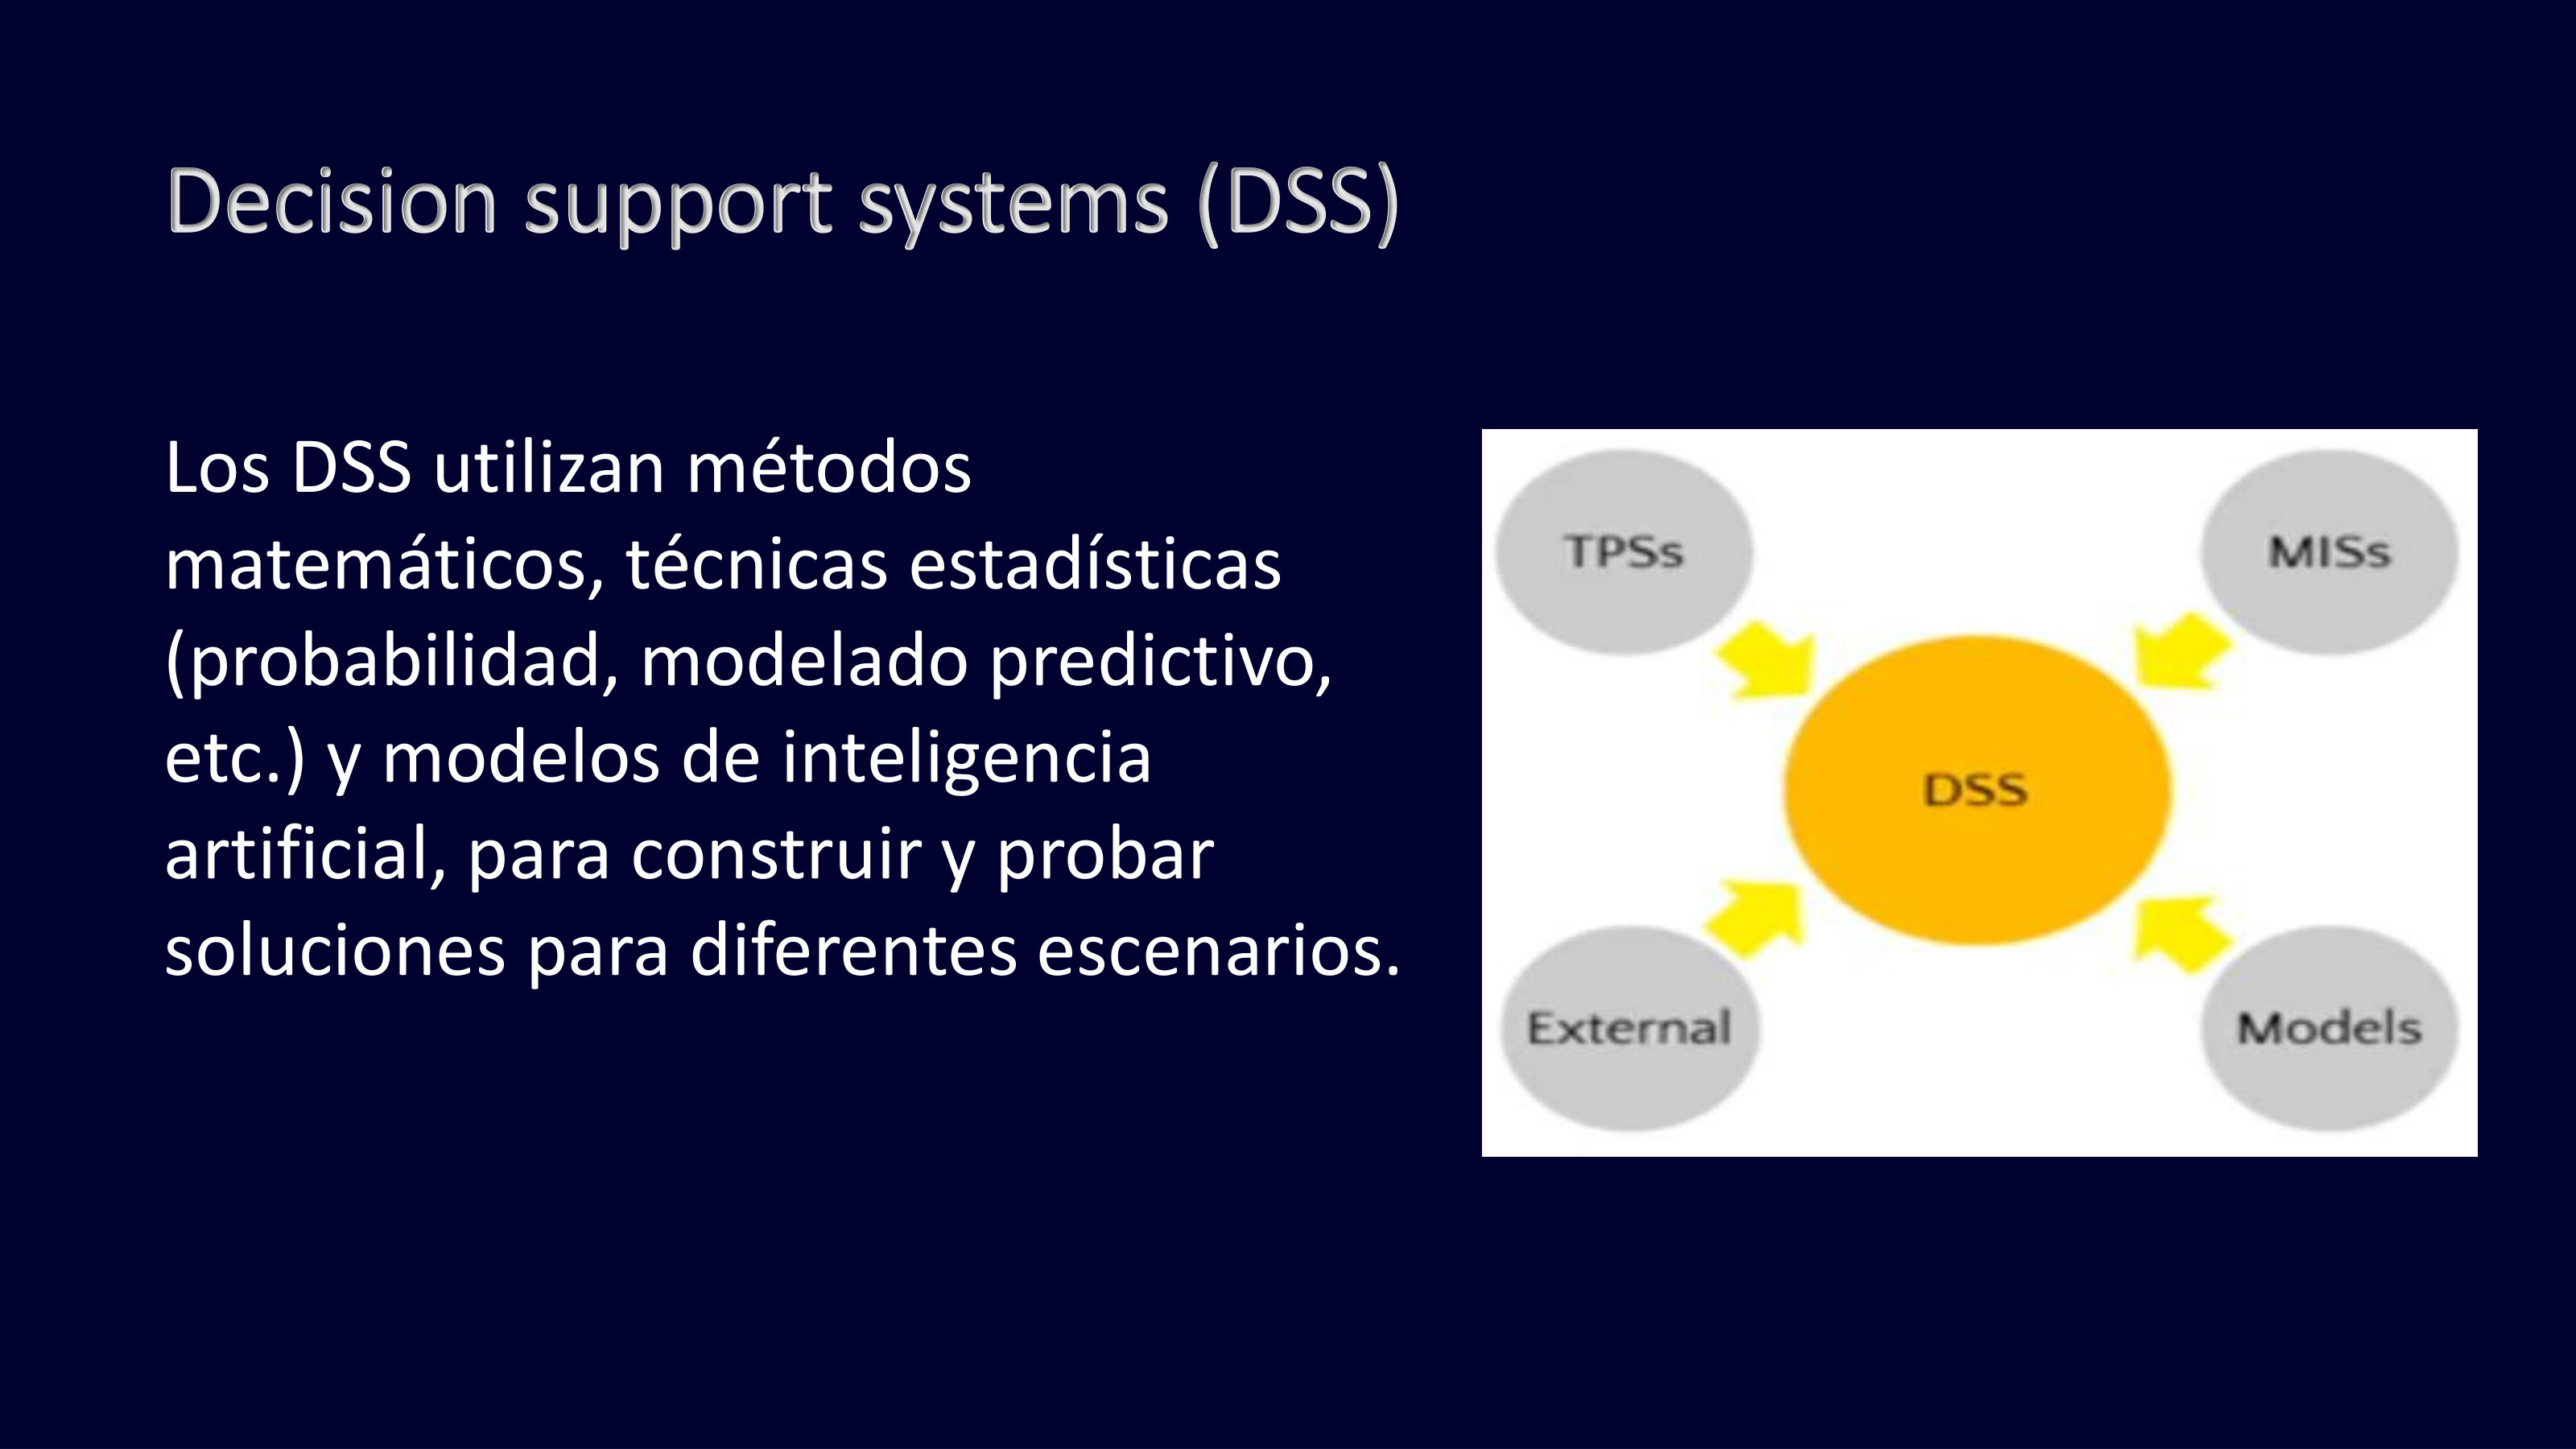 Decision support systems (DSS)
Los DSS utilizan métodos
matemáticos, técnicas estadísticas
(probabilidad, modelado predictivo,
etc.) y modelos de inteligencia
artificial, para construir y probar
soluciones para diferentes escenarios.
TPSs
MISs
DSS
External
Models